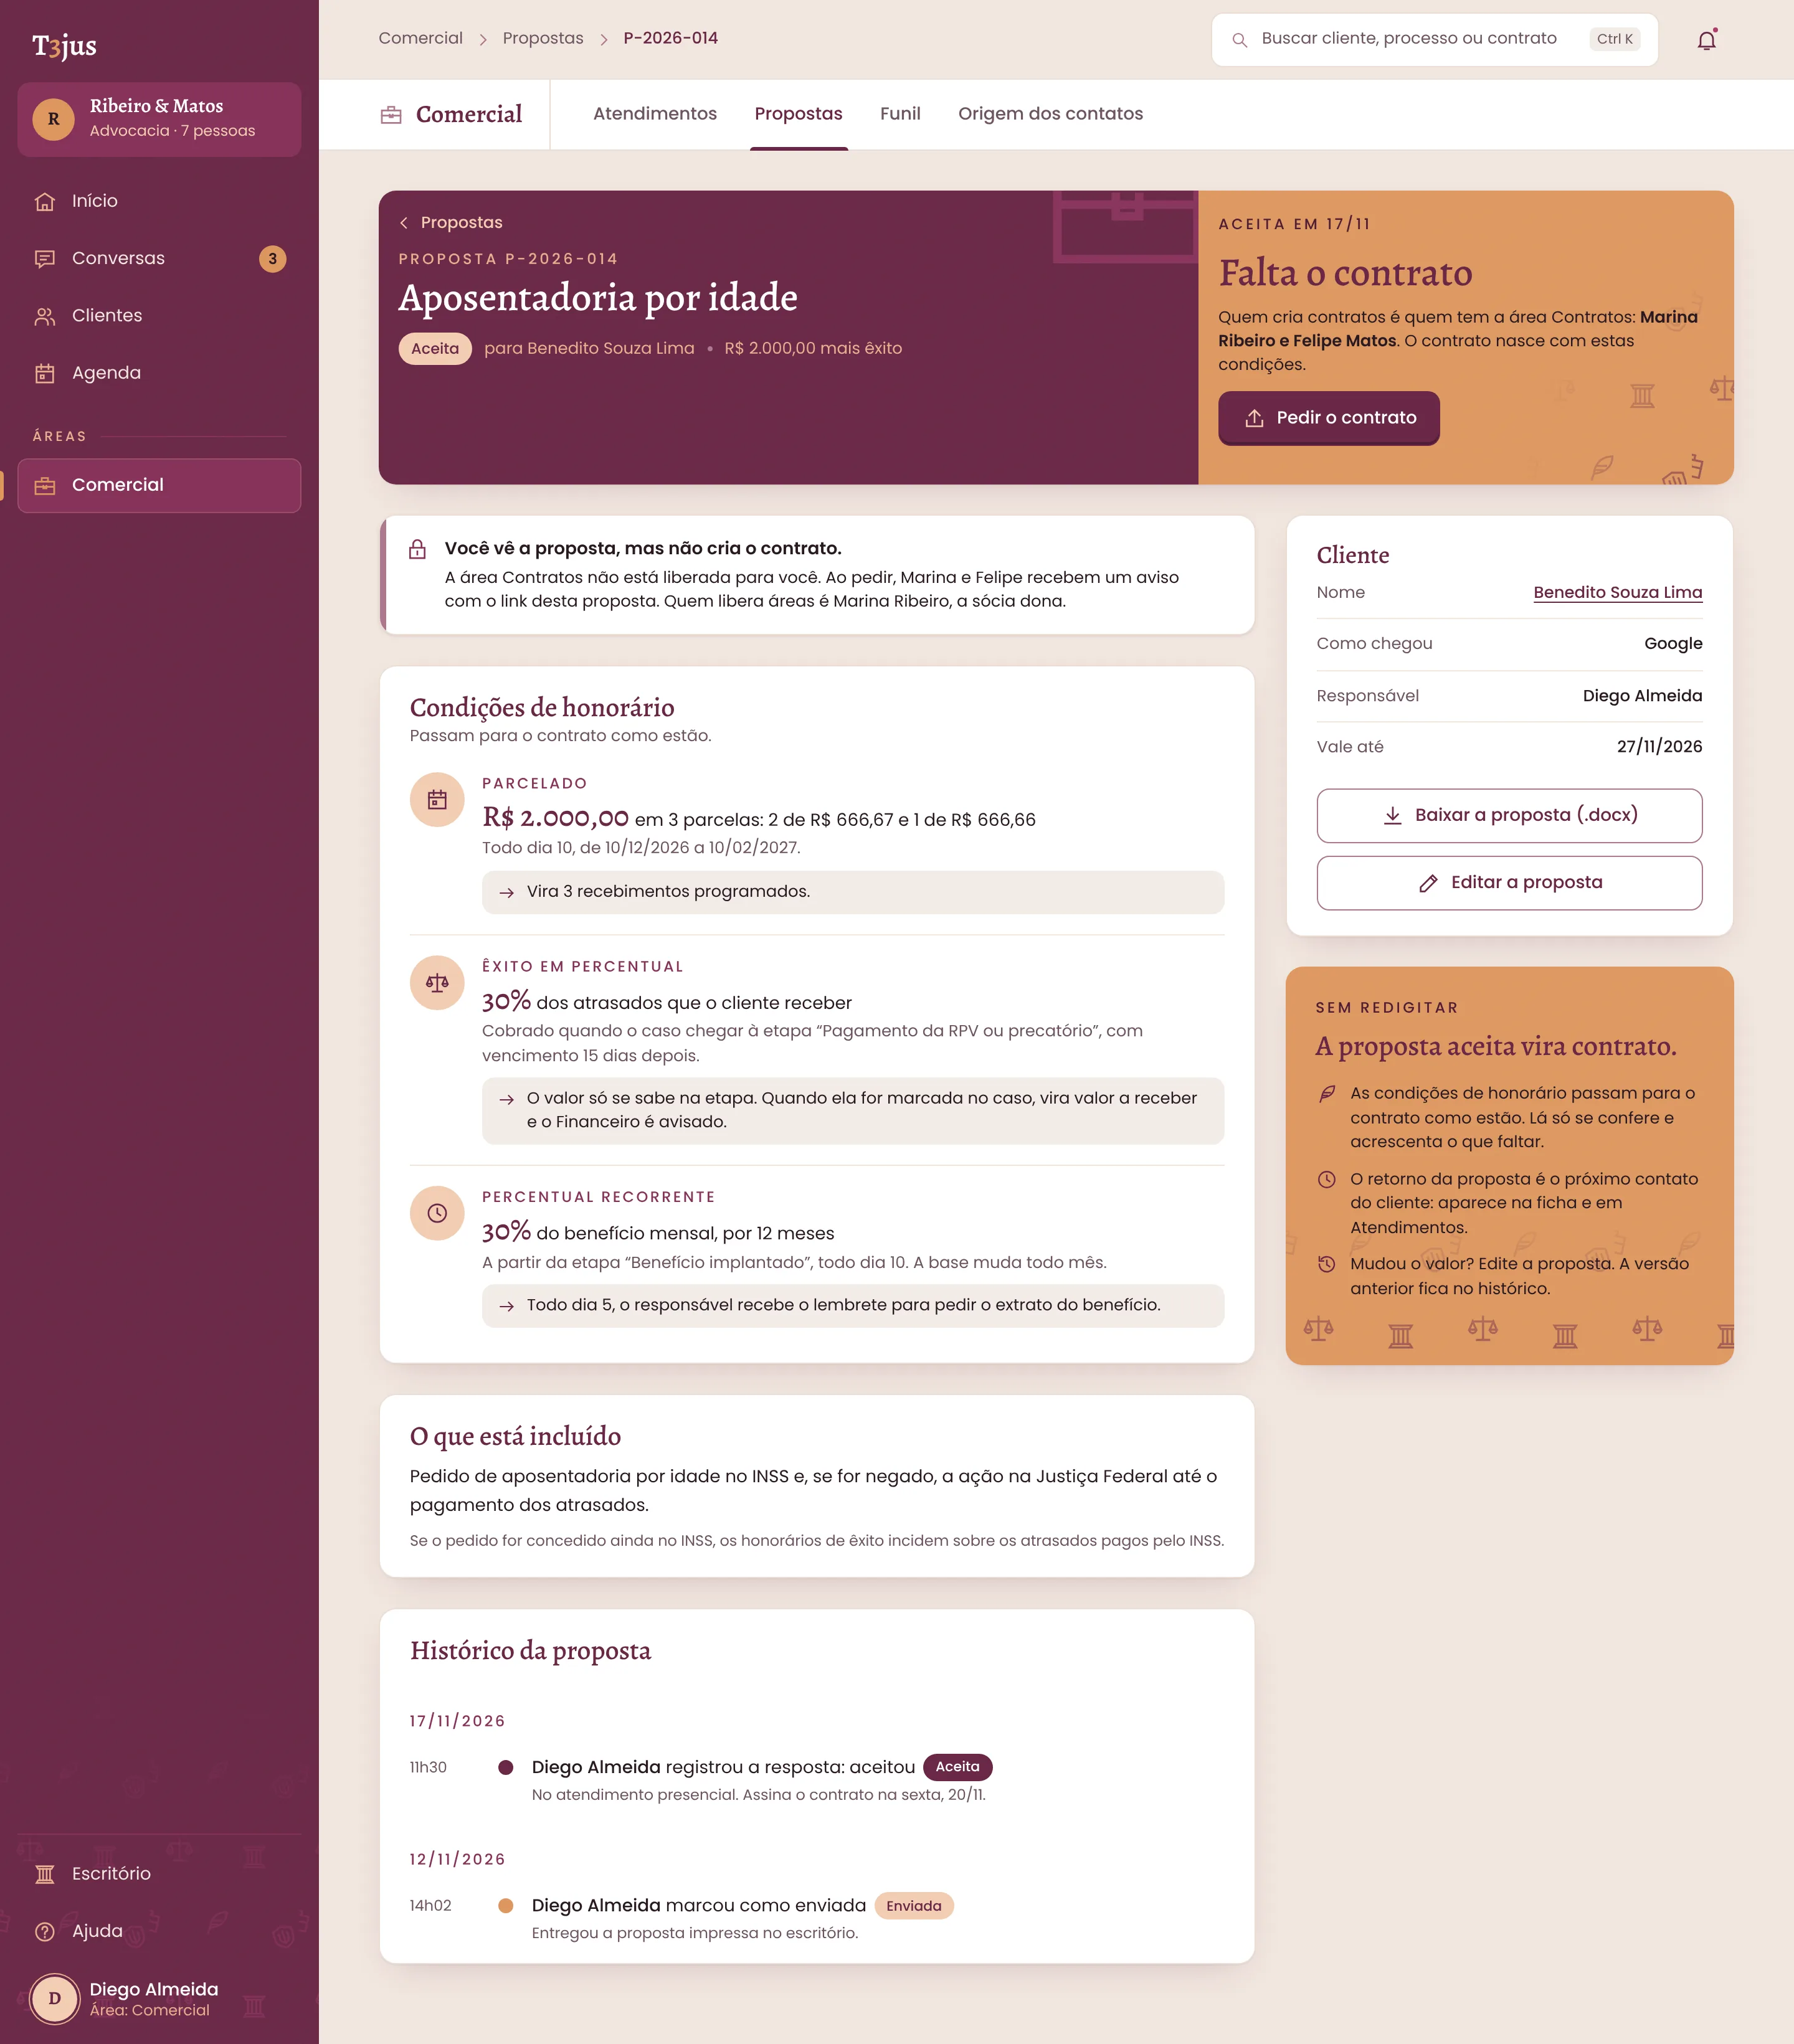 T3jus
R
Ribeiro & Matos
Advocacia · 7 pessoas
Início
Conversas
3
Clientes
Agenda
ÁREAS
Comercial
Escritório
Ajuda
D
Diego Almeida
Área: Comercial
Comercial
Propostas
P-2026-014
Buscar cliente, processo ou contrato
Ctrl K
Comercial
Atendimentos
Propostas
Funil
Origem dos contatos
Propostas
PROPOSTA P-2026-014
Aposentadoria por idade
Aceita
para Benedito Souza Lima • R$ 2.000,00 mais êxito
ACEITA EM 17/11
Falta o contrato
Quem cria contratos é quem tem a área Contratos: Marina
Ribeiro e Felipe Matos. O contrato nasce com estas
condições.
Pedir o contrato
Você vê a proposta, mas não cria o contrato.
A área Contratos não está liberada para você. Ao pedir, Marina e Felipe recebem um aviso
com o link desta proposta. Quem libera áreas é Marina Ribeiro, a sócia dona.
Condições de honorário
Passam para o contrato como estão.
PARCELADO
R$ 2.000,00 em 3 parcelas: 2 de R$ 666,67 e 1 de R$ 666,66
Todo dia 10, de 10/12/2026 a 10/02/2027.
→ Vira 3 recebimentos programados.
ÊXITO EM PERCENTUAL
30% dos atrasados que o cliente receber
Cobrado quando o caso chegar à etapa “Pagamento da RPV ou precatório”, com
vencimento 15 dias depois.
→ O valor só se sabe na etapa. Quando ela for marcada no caso, vira valor a receber
e o Financeiro é avisado.
PERCENTUAL RECORRENTE
30% do benefício mensal, por 12 meses
A partir da etapa “Benefício implantado”, todo dia 10. A base muda todo mês.
→ Todo dia 5, o responsável recebe o lembrete para pedir o extrato do benefício.
O que está incluído
Pedido de aposentadoria por idade no INSS e, se for negado, a ação na Justiça Federal até o
pagamento dos atrasados.
Se o pedido for concedido ainda no INSS, os honorários de êxito incidem sobre os atrasados pagos pelo INSS.
Histórico da proposta
17/11/2026
11h30
Diego Almeida registrou a resposta: aceitou
Aceita
No atendimento presencial. Assina o contrato na sexta, 20/11.
12/11/2026
14h02
Diego Almeida marcou como enviada
Enviada
Entregou a proposta impressa no escritório.
Cliente
Nome
Benedito Souza Lima
Como chegou
Google
Responsável
Diego Almeida
Vale até
27/11/2026
Baixar a proposta (.docx)
Editar a proposta
SEM REDIGITAR
A proposta aceita vira contrato.
As condições de honorário passam para o
contrato como estão. Lá só se confere e
acrescenta o que faltar.
O retorno da proposta é o próximo contato
do cliente: aparece na ficha e em
Atendimentos.
Mudou o valor? Edite a proposta. A versão
anterior fica no histórico.